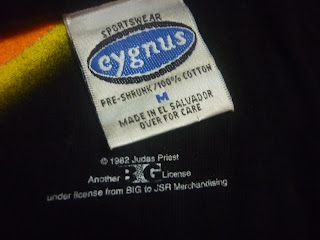 SPORTSWEAR
cygnus
PRE-SHRUNK/100% COTTON
M
MADE IN EL SALVADOR
OVER FOR CARE
© 1982 Judas Priest
Another BIG License
under license from BIG to JSR Merchandising